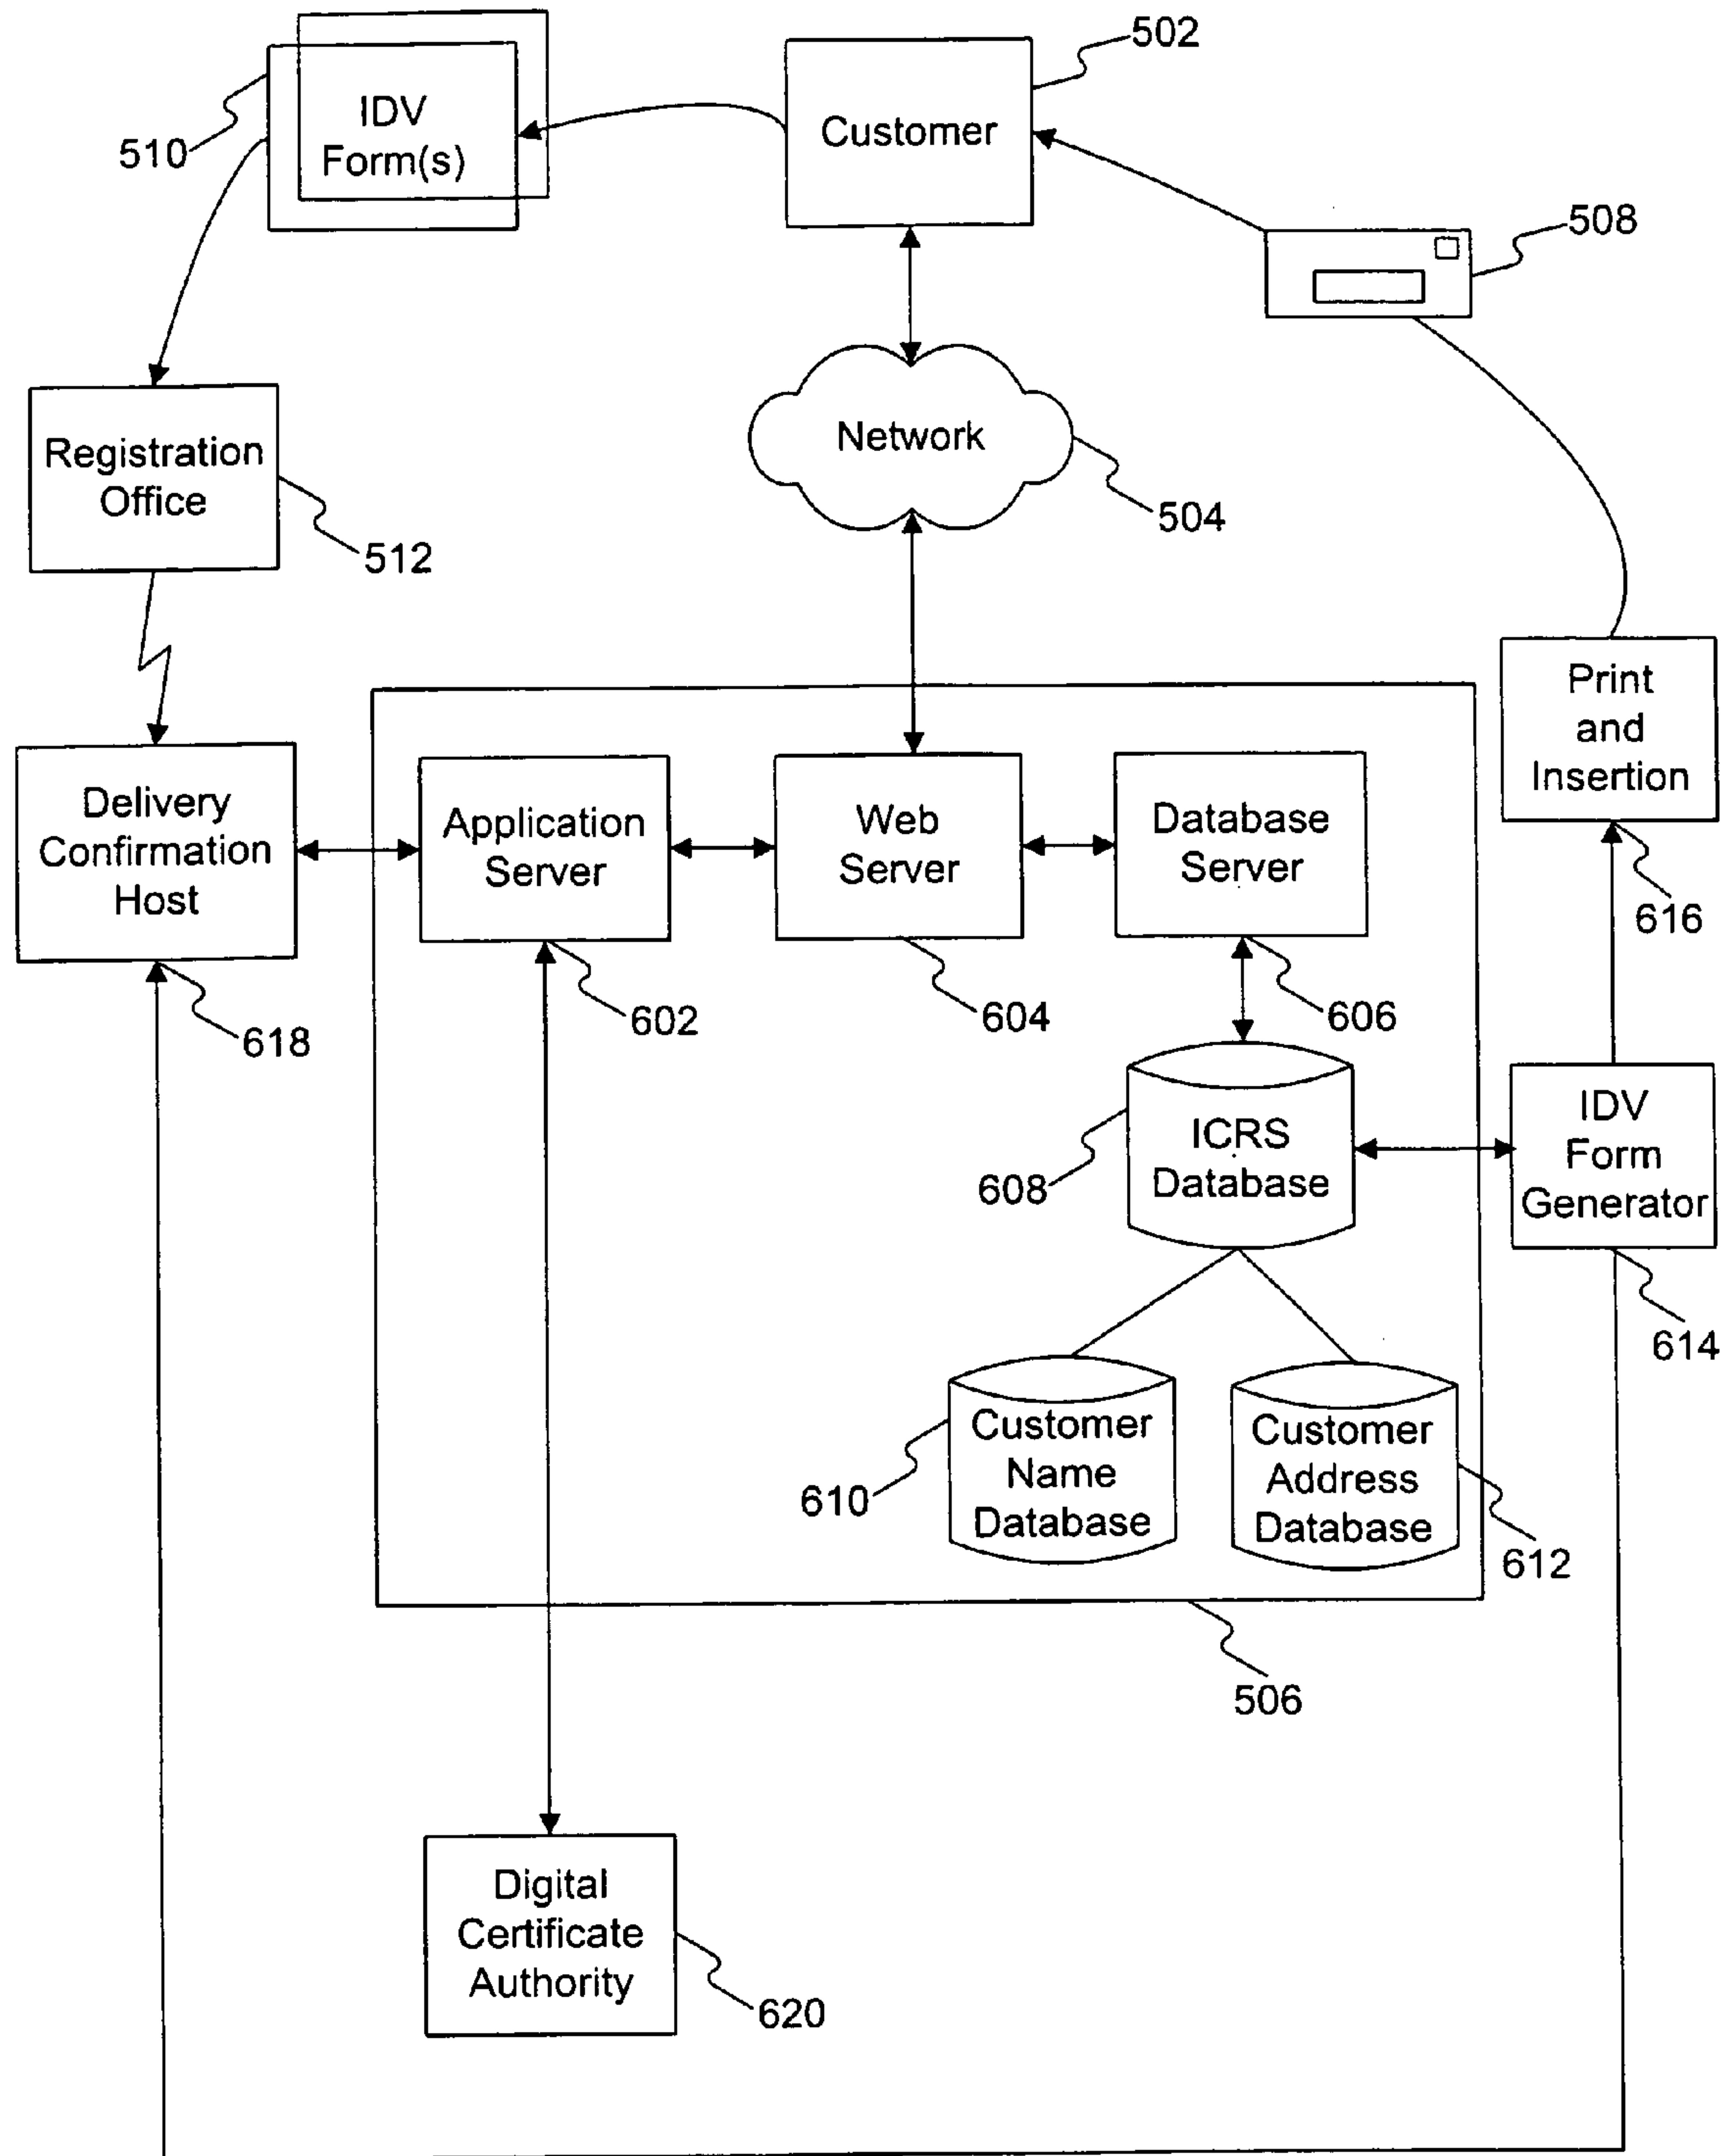 502
IDV
Form(s)
510
Customer
508
Network
504
Registration
Office
512
Print
and
Insertion
616
Delivery
Confirmation
Host
618
Application
Server
602
Web
Server
604
Database
Server
606
ICRS
Database
608
IDV
Form
Generator
614
Customer
Name
Database
610
Customer
Address
Database
612
506
Digital
Certificate
Authority
620